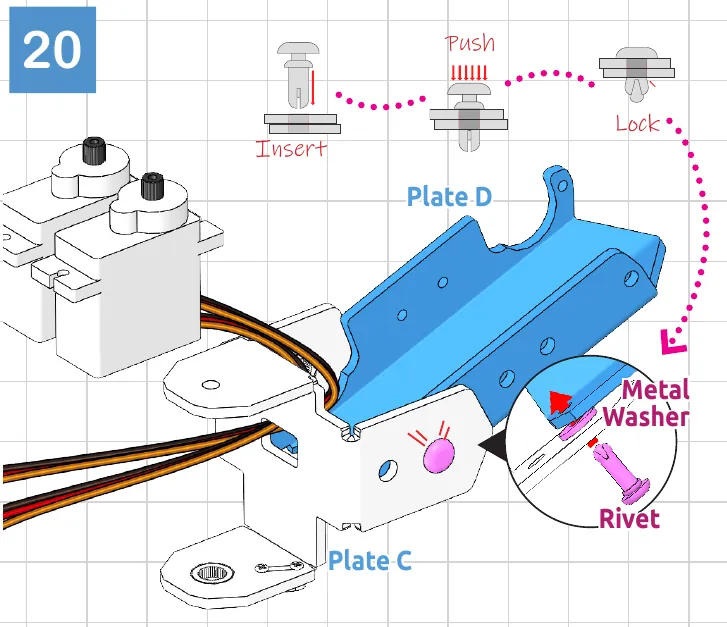 20
Push
Insert
Lock
Plate D
Metal
Washer
Rivet
Plate C